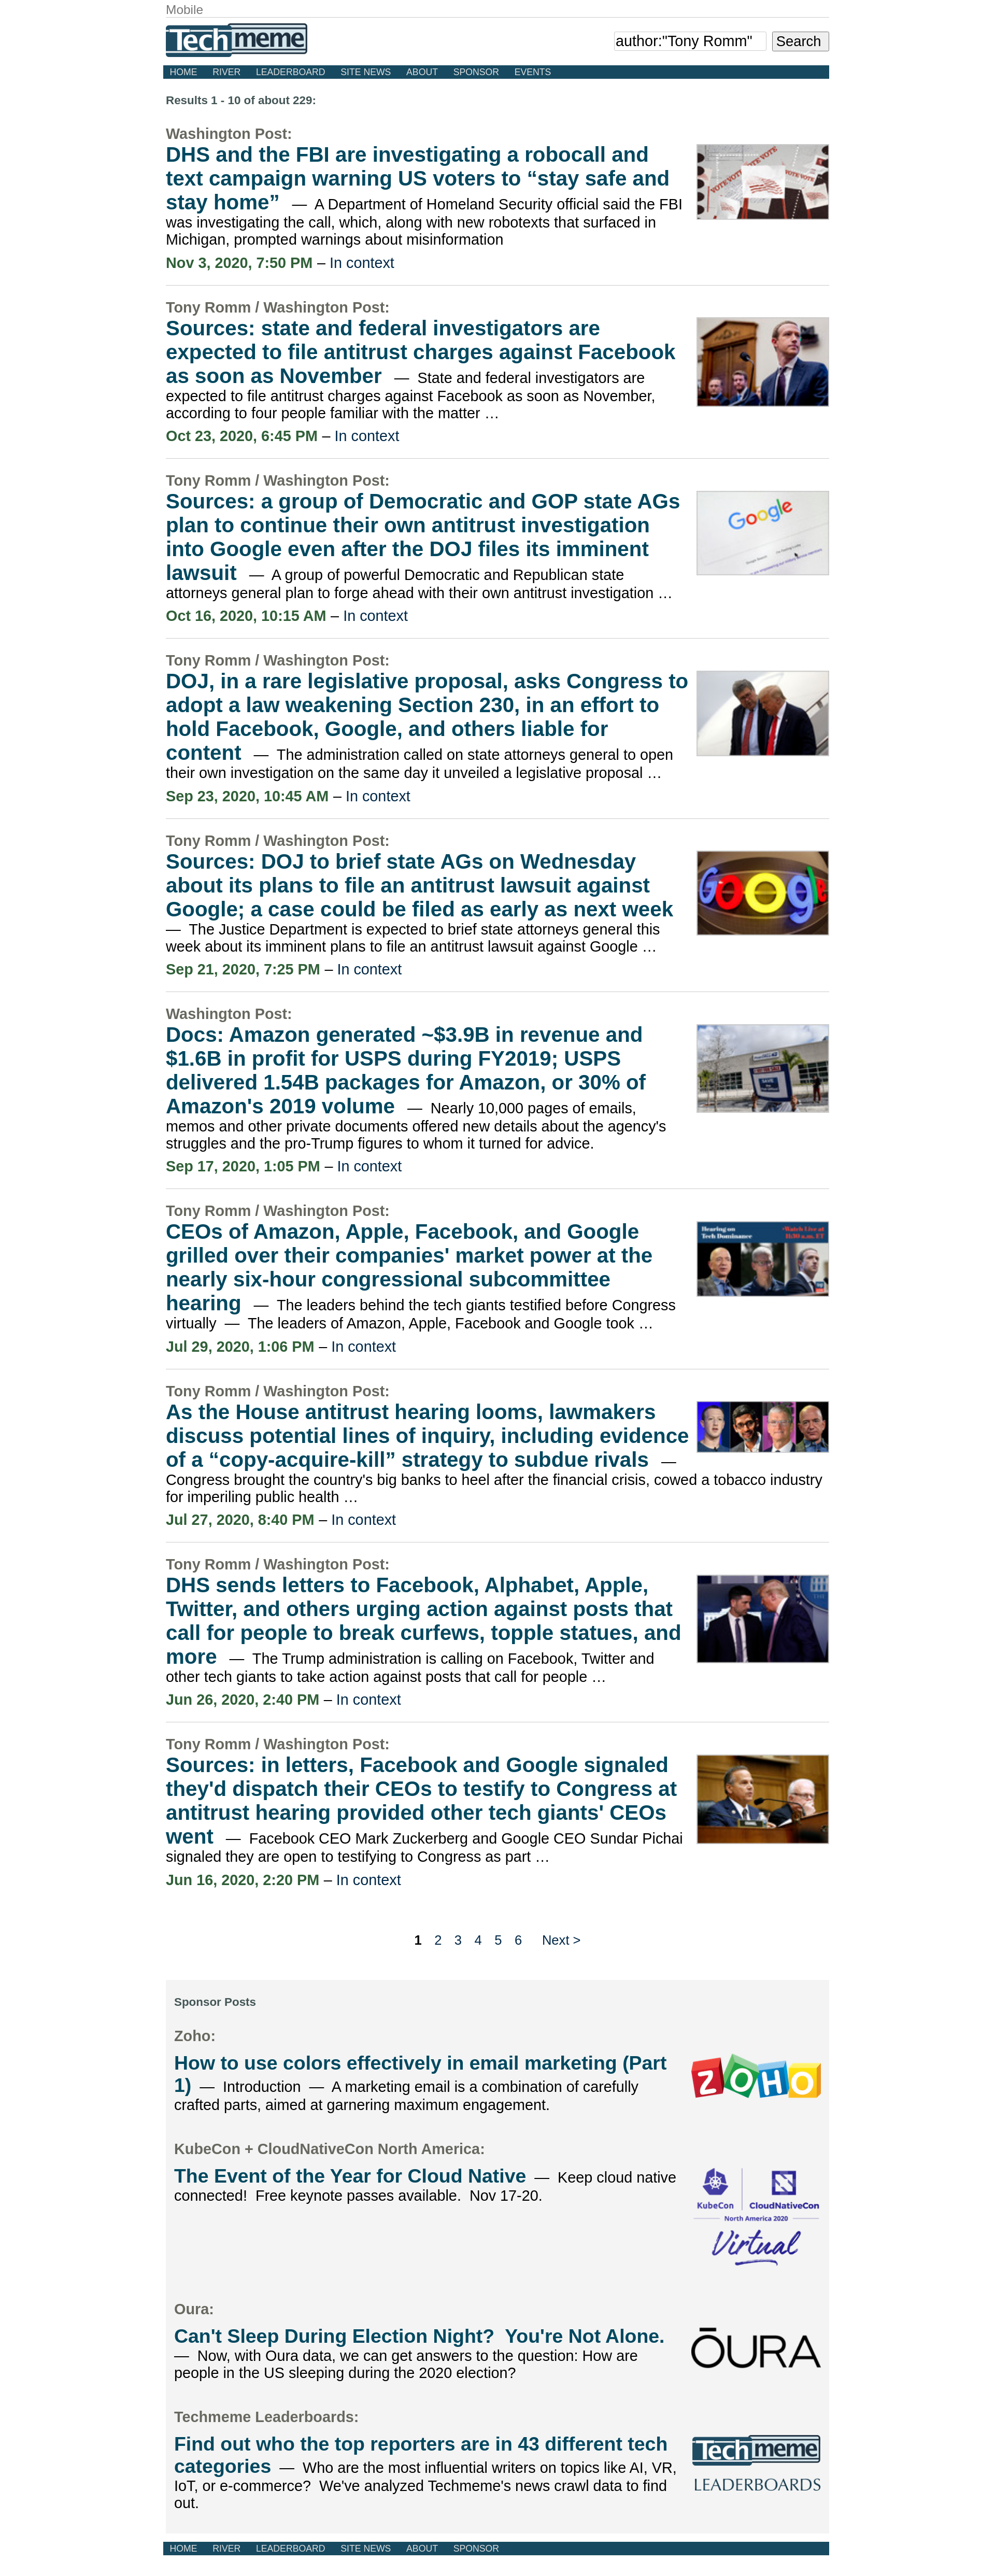 Mobile
Techmeme
author:"Tony Romm" Search
HOME RIVER LEADERBOARD SITE NEWS ABOUT SPONSOR EVENTS
Results 1 - 10 of about 229:
Washington Post:
DHS and the FBI are investigating a robocall and
text campaign warning US voters to “stay safe and
stay home” — A Department of Homeland Security official said the FBI
was investigating the call, which, along with new robotexts that surfaced in
Michigan, prompted warnings about misinformation
Nov 3, 2020, 7:50 PM – In context
VOTE VOTE VOTE VOTE
Tony Romm / Washington Post:
Sources: state and federal investigators are
expected to file antitrust charges against Facebook
as soon as November — State and federal investigators are
expected to file antitrust charges against Facebook as soon as November,
according to four people familiar with the matter …
Oct 23, 2020, 6:45 PM – In context
Tony Romm / Washington Post:
Sources: a group of Democratic and GOP state AGs
plan to continue their own antitrust investigation
into Google even after the DOJ files its imminent
lawsuit — A group of powerful Democratic and Republican state
attorneys general plan to forge ahead with their own antitrust investigation …
Oct 16, 2020, 10:15 AM – In context
Google
Tony Romm / Washington Post:
DOJ, in a rare legislative proposal, asks Congress to
adopt a law weakening Section 230, in an effort to
hold Facebook, Google, and others liable for
content — The administration called on state attorneys general to open
their own investigation on the same day it unveiled a legislative proposal …
Sep 23, 2020, 10:45 AM – In context
Tony Romm / Washington Post:
Sources: DOJ to brief state AGs on Wednesday
about its plans to file an antitrust lawsuit against
Google; a case could be filed as early as next week
— The Justice Department is expected to brief state attorneys general this
week about its imminent plans to file an antitrust lawsuit against Google …
Sep 21, 2020, 7:25 PM – In context
Google
Washington Post:
Docs: Amazon generated ~$3.9B in revenue and
$1.6B in profit for USPS during FY2019; USPS
delivered 1.54B packages for Amazon, or 30% of
Amazon's 2019 volume — Nearly 10,000 pages of emails,
memos and other private documents offered new details about the agency's
struggles and the pro-Trump figures to whom it turned for advice.
Sep 17, 2020, 1:05 PM – In context
Tony Romm / Washington Post:
CEOs of Amazon, Apple, Facebook, and Google
grilled over their companies' market power at the
nearly six-hour congressional subcommittee
hearing — The leaders behind the tech giants testified before Congress
virtually — The leaders of Amazon, Apple, Facebook and Google took …
Jul 29, 2020, 1:06 PM – In context
Hearing on
Tech Dominance
Watch Live at
11:30 a.m. ET
Tony Romm / Washington Post:
As the House antitrust hearing looms, lawmakers
discuss potential lines of inquiry, including evidence
of a “copy-acquire-kill” strategy to subdue rivals —
Congress brought the country's big banks to heel after the financial crisis, cowed a tobacco industry
for imperiling public health …
Jul 27, 2020, 8:40 PM – In context
Tony Romm / Washington Post:
DHS sends letters to Facebook, Alphabet, Apple,
Twitter, and others urging action against posts that
call for people to break curfews, topple statues, and
more — The Trump administration is calling on Facebook, Twitter and
other tech giants to take action against posts that call for people …
Jun 26, 2020, 2:40 PM – In context
Tony Romm / Washington Post:
Sources: in letters, Facebook and Google signaled
they'd dispatch their CEOs to testify to Congress at
antitrust hearing provided other tech giants' CEOs
went — Facebook CEO Mark Zuckerberg and Google CEO Sundar Pichai
signaled they are open to testifying to Congress as part …
Jun 16, 2020, 2:20 PM – In context
1 2 3 4 5 6 Next >
Sponsor Posts
Zoho:
How to use colors effectively in email marketing (Part
1) — Introduction — A marketing email is a combination of carefully
crafted parts, aimed at garnering maximum engagement.
ZOHO
KubeCon + CloudNativeCon North America:
The Event of the Year for Cloud Native — Keep cloud native
connected! Free keynote passes available. Nov 17-20.
KubeCon CloudNativeCon
North America 2020
Virtual
Oura:
Can't Sleep During Election Night? You're Not Alone.
— Now, with Oura data, we can get answers to the question: How are
people in the US sleeping during the 2020 election?
ŌURA
Techmeme Leaderboards:
Find out who the top reporters are in 43 different tech
categories — Who are the most influential writers on topics like AI, VR,
IoT, or e-commerce? We've analyzed Techmeme's news crawl data to find
out.
Techmeme
LEADERBOARDS
HOME RIVER LEADERBOARD SITE NEWS ABOUT SPONSOR